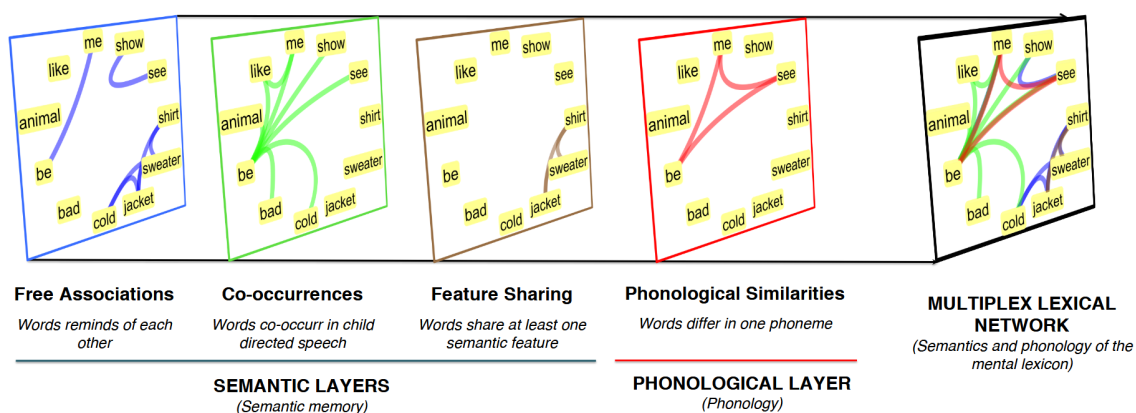 me
show
like
see
animal
shirt
be
sweater
bad
cold
jacket
me
show
like
see
animal
shirt
be
sweater
bad
cold
jacket
me
show
like
see
animal
shirt
be
sweater
bad
cold
jacket
me
show
like
see
animal
shirt
be
sweater
bad
cold
jacket
me
show
like
see
animal
shirt
be
sweater
bad
cold
jacket
Free Associations
Words reminds of each
other
Co-occurrences
Words co-occur in child
directed speech
Feature Sharing
Words share at least one
semantic feature
Phonological Similarities
Words differ in one phoneme
MULTIPLEX LEXICAL
NETWORK
(Semantics and phonology of the
mental lexicon)
SEMANTIC LAYERS
(Semantic memory)
PHONOLOGICAL LAYER
(Phonology)